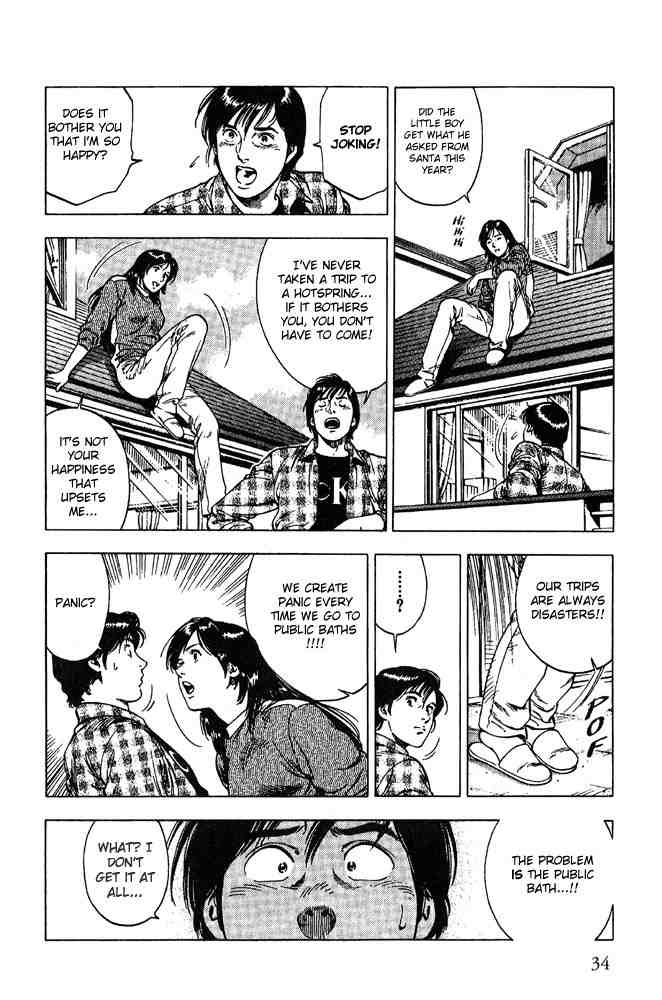 DID THE
LITTLE BOY
GET WHAT HE
ASKED FROM
SANTA THIS
YEAR?
Hi
Hi
Hi
STOP
JOKING!
DOES IT
BOTHER YOU
THAT I'M SO
HAPPY?
I'VE NEVER
TAKEN A TRIP TO
A HOTSPRING...
IF IT BOTHERS
YOU, YOU DON'T
HAVE TO COME!
IT'S NOT
YOUR
HAPPINESS
THAT
UPSETS
ME...
CK
OUR TRIPS
ARE ALWAYS
DISASTERS!!
POF
......
?
WE CREATE
PANIC EVERY
TIME WE GO TO
PUBLIC BATHS
!!!!
PANIC?
THE PROBLEM
IS THE PUBLIC
BATH...!!
WHAT? I
DON'T
GET IT AT
ALL...
34